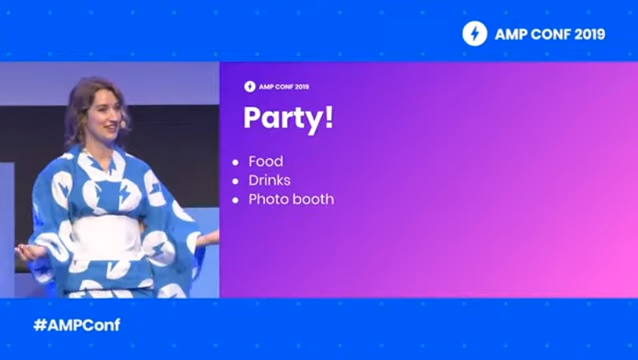 AMP CONF 2019
AMP CONF 2019
Party!
Food
Drinks
Photo booth
#AMPConf